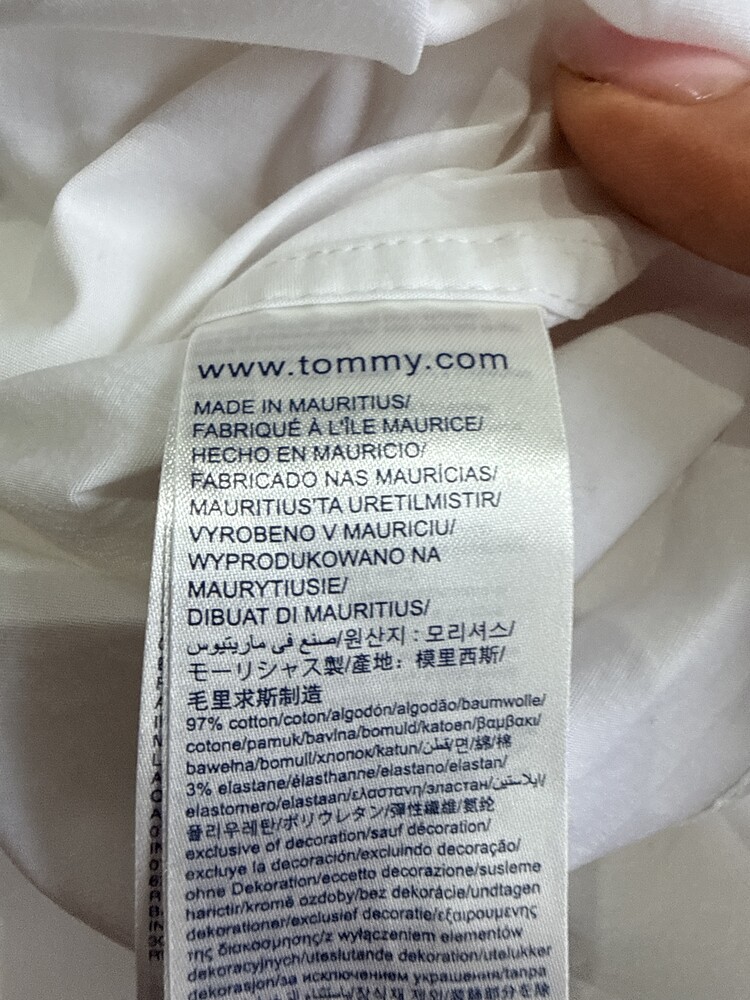 www.tommy.com
MADE IN MAURITIUS/
FABRIQUÉ À L'ÎLE MAURICE/
HECHO EN MAURICIO/
FABRICADO NAS MAURÍCIAS/
MAURITIUS'TA URETILMISTIR/
VYROBENO V MAURICIU/
WYPRODUKOWANO NA
MAURYTIUSIE/
DIBUAT DI MAURITIUS/
صنع في ماريتيوس/원산지 : 모리셔스/
モーリシャス製/產地：模里西斯/
毛里求斯制造
97% cotton/coton/algodón/algodão/baumwolle/
cotone/pamuk/bavlna/bomuld/katoen/βαμβακι/
bawełna/bomull/хлопок/katun/قطن/면/綿/棉
3% elastane/élasthanne/elastano/elastan/
elastomero/elastaan/ελαστανη/эластан/ايلاستين/
폴리우레탄/ポリウレタン/彈性纖維/氨纶
exclusive of decoration/sauf décoration/
excluye la decoración/excluindo decoração/
ohne Dekoration/eccetto decorazione/susleme
harictir/kromě ozdoby/bez dekorácie/undtagen
dekorationer/exclusief decoratie/εξαιρουμενης
της διακοσμησης/z wyłączeniem elementów
dekoracyjnych/uteslutande dekoration/utelukker
dekorasjon/за исключением украшения/tanpa